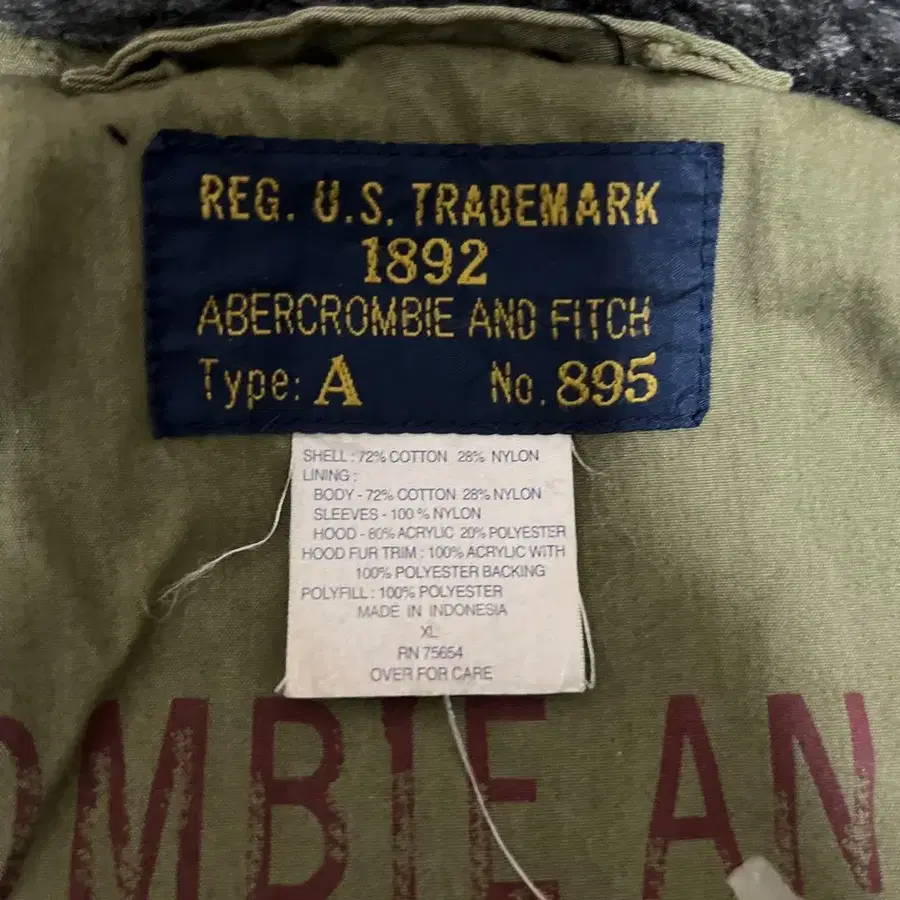 REG. U.S. TRADEMARK
1892
ABERCROMBIE AND FITCH
Type: A No. 895
SHELL : 72% COTTON 28% NYLON
LINING :
BODY - 72% COTTON 28% NYLON
SLEEVES - 100 % NYLON
HOOD - 80% ACRYLIC 20% POLYESTER
HOOD FUR TRIM : 100% ACRYLIC WITH
100% POLYESTER BACKING
POLYFILL : 100% POLYESTER
MADE IN INDONESIA
XL
RN 75654
OVER FOR CARE
OMBIE AN